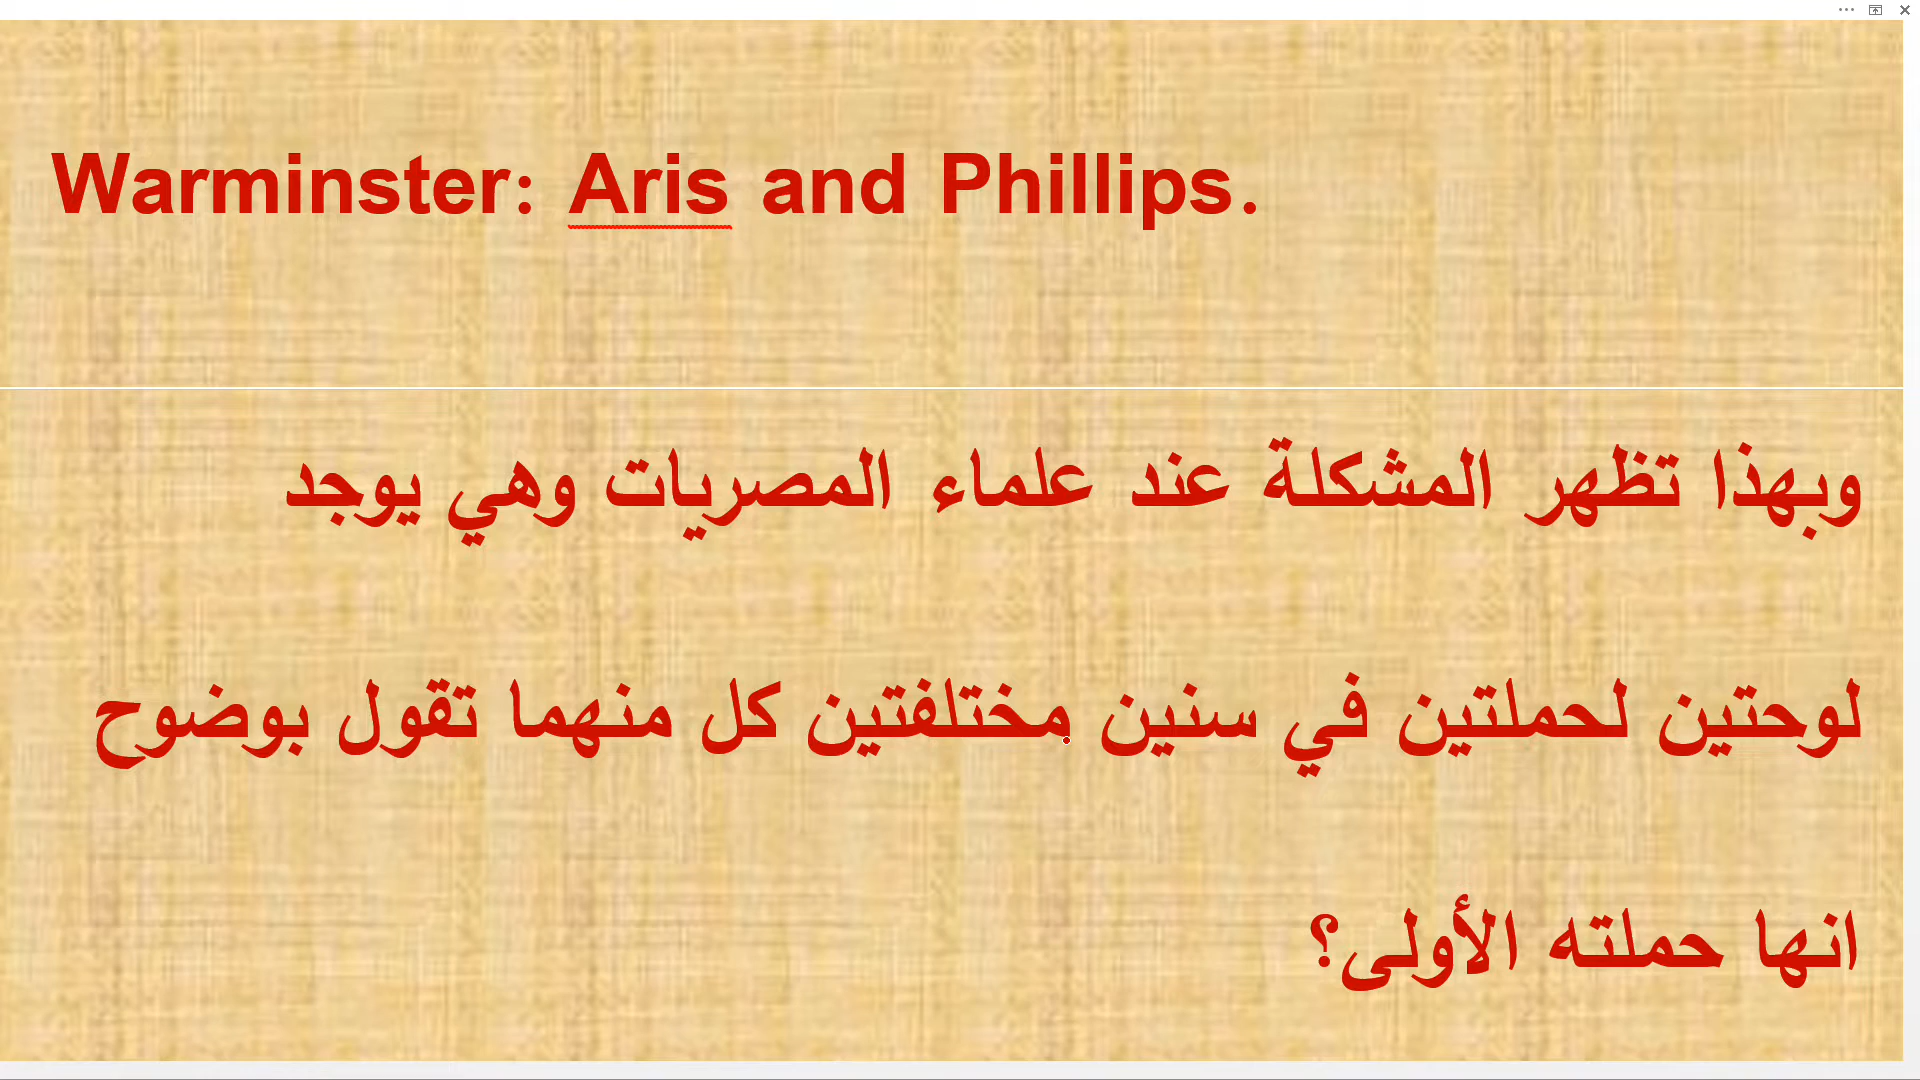 Warminster: Aris and Phillips.
وبهذا تظهر المشكلة عند علماء المصريات وهي يوجد
لوحتين لحملتين في سنين مختلفتين كل منهما تقول بوضوح
انها حملته الأولى؟